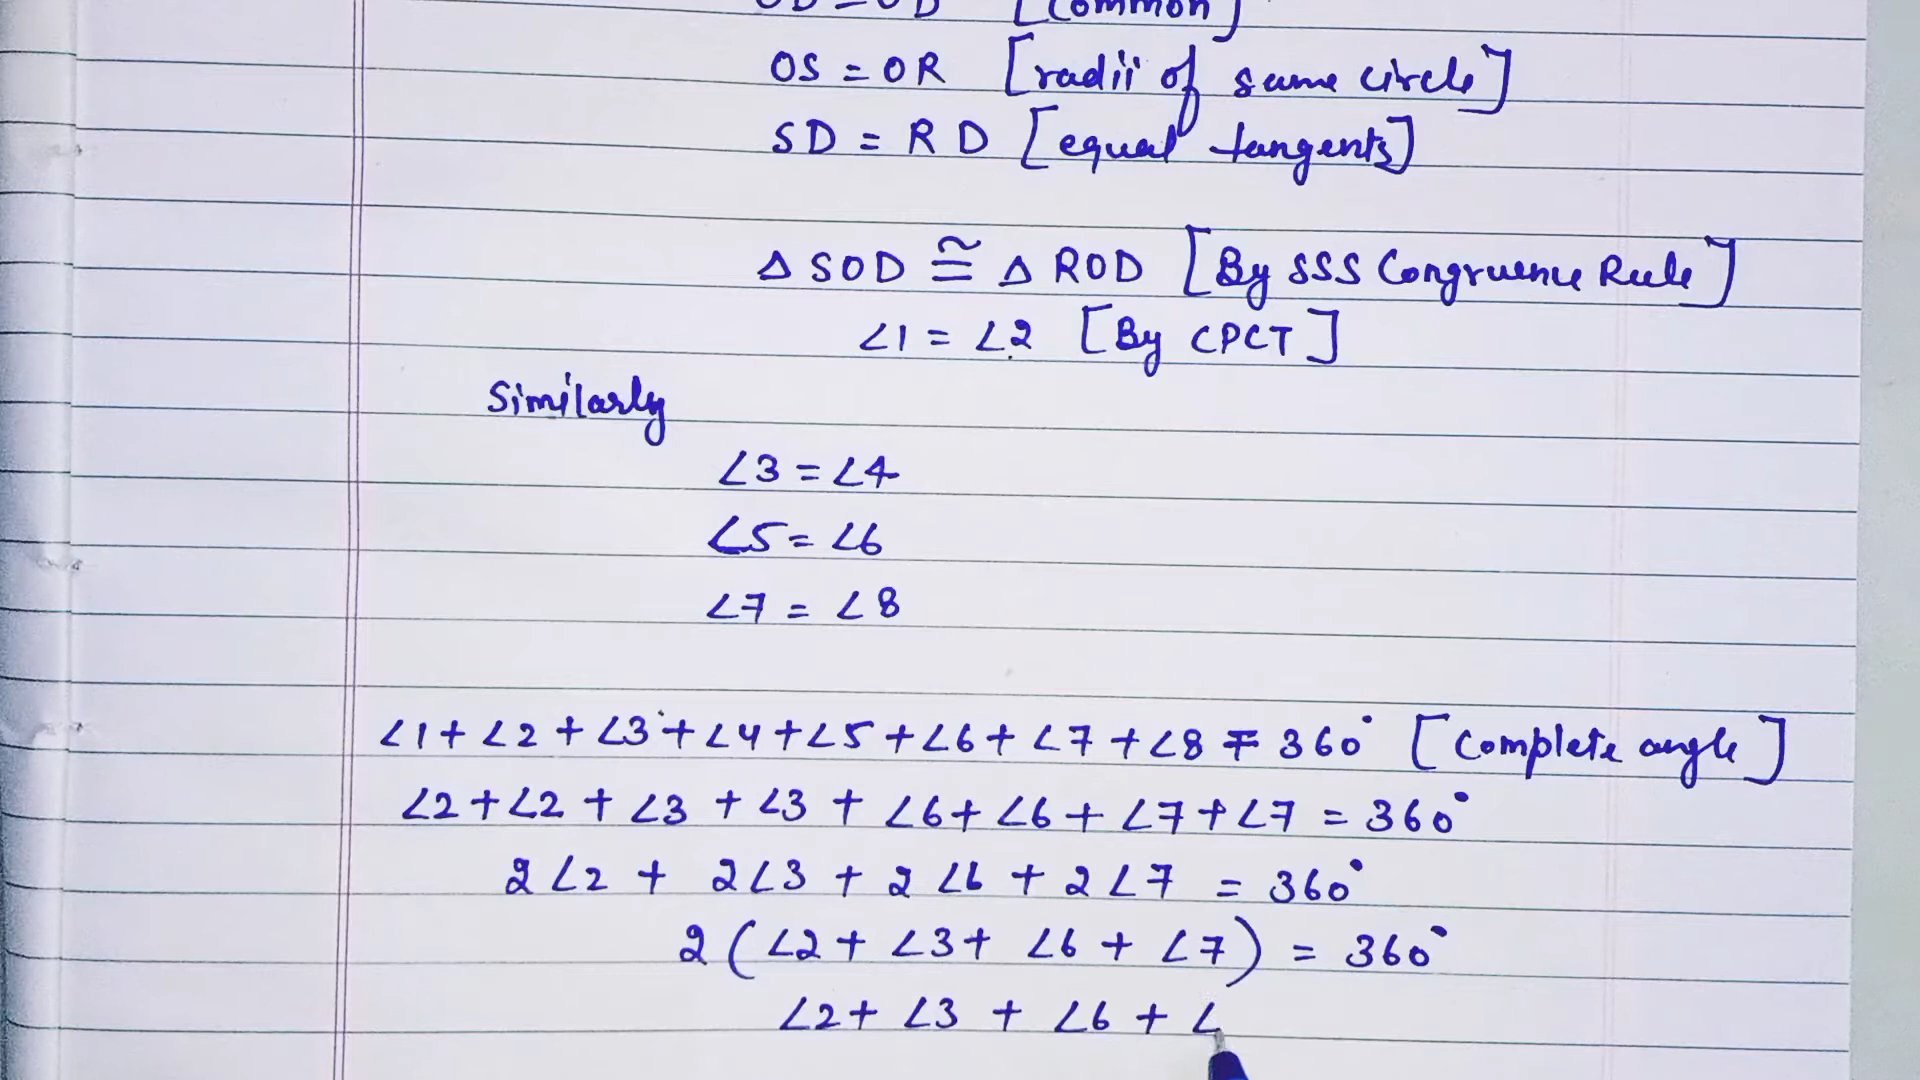 OD = OD [Common]
OS = OR [radii of same circle]
SD = RD [equal tangents]
Δ SOD ≅ Δ ROD [By SSS Congruence Rule]
∠1 = ∠2 [By CPCT]
Similarly
∠3 = ∠4
∠5 = ∠6
∠7 = ∠8
∠1 + ∠2 + ∠3 + ∠4 + ∠5 + ∠6 + ∠7 + ∠8 = 360° [Complete angle]
∠2 + ∠2 + ∠3 + ∠3 + ∠6 + ∠6 + ∠7 + ∠7 = 360°
2∠2 + 2∠3 + 2∠6 + 2∠7 = 360°
2(∠2 + ∠3 + ∠6 + ∠7) = 360°
∠2 + ∠3 + ∠6 + ∠